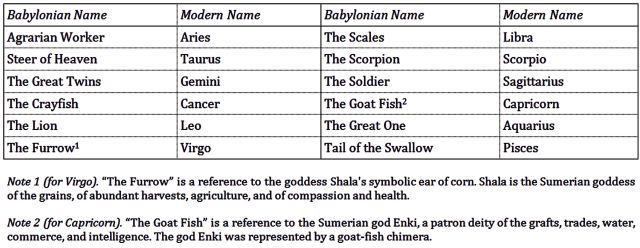 Babylonian Name Modern Name Babylonian Name Modern Name
Agrarian Worker Aries The Scales Libra
Steer of Heaven Taurus The Scorpion Scorpio
The Great Twins Gemini The Soldier Sagittarius
The Crayfish Cancer The Goat Fish² Capricorn
The Lion Leo The Great One Aquarius
The Furrow¹ Virgo Tail of the Swallow Pisces
Note 1 (for Virgo). “The Furrow” is a reference to the goddess Shala's symbolic ear of corn. Shala is the Sumerian goddess
of the grains, of abundant harvests, agriculture, and of compassion and health.
Note 2 (for Capricorn). “The Goat Fish” is a reference to the Sumerian god Enki, a patron deity of the grafts, trades, water,
commerce, and intelligence. The god Enki was represented by a goat-fish chimera.